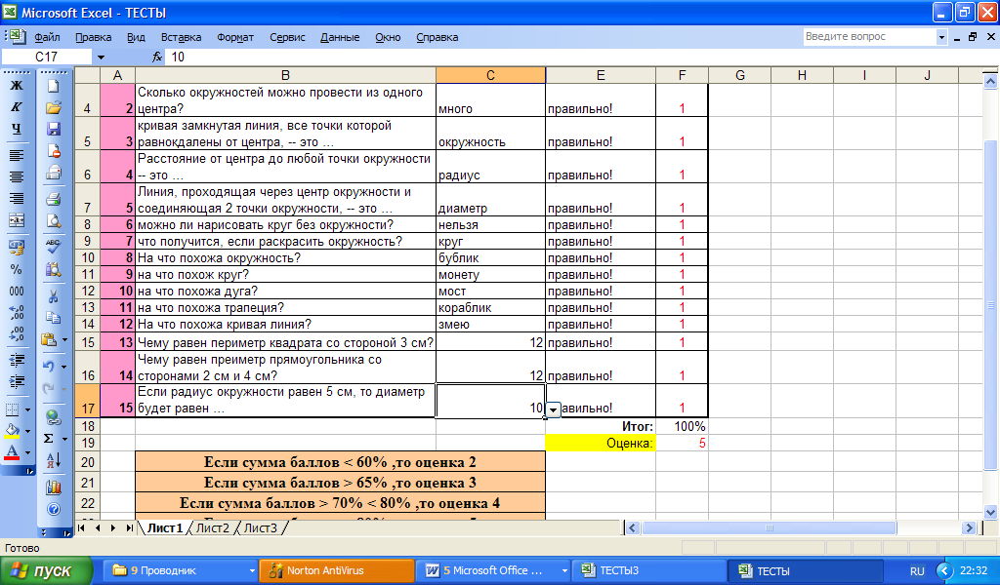 Microsoft Excel - ТЕСТЫ
Файл Правка Вид Вставка Формат Сервис Данные Окно Справка Введите вопрос
C17 fx 10
A B C E F G H I J
4 2 Сколько окружностей можно провести из одного
центра? много правильно! 1
5 3 кривая замкнутая линия, все точки которой
равнокдалены от центра, -- это ... окружность правильно! 1
6 4 Расстояние от центра до любой точки окружности
-- это ... радиус правильно! 1
7 5 Линия, проходящая через центр окружности и
соединяющая 2 точки окружности, -- это ... диаметр правильно! 1
8 6 можно ли нарисовать круг без окружности? нельзя правильно! 1
9 7 что получится, если раскрасить окружность? круг правильно! 1
10 8 На что похожа окружность? бублик правильно! 1
11 9 на что похож круг? монету правильно! 1
12 10 на что похожа дуга? мост правильно! 1
13 11 на что похожа трапеция? кораблик правильно! 1
14 12 На что похожа кривая линия? змею правильно! 1
15 13 Чему равен периметр квадрата со стороной 3 см? 12 правильно! 1
16 14 Чему равен преиметр прямоугольника со
сторонами 2 см и 4 см? 12 правильно! 1
17 15 Если радиус окружности равен 5 см, то диаметр
будет равен ... 10 авильно! 1
18 Итог: 100%
19 Оценка: 5
20 Если сумма баллов < 60% ,то оценка 2
21 Если сумма баллов > 65% ,то оценка 3
22 Если сумма баллов > 70% < 80% ,то оценка 4
Лист1 Лист2 Лист3
Готово
пуск 9 Проводник Norton AntiVirus 5 Microsoft Office ... ТЕСТЫ3 ТЕСТЫ RU 22:32